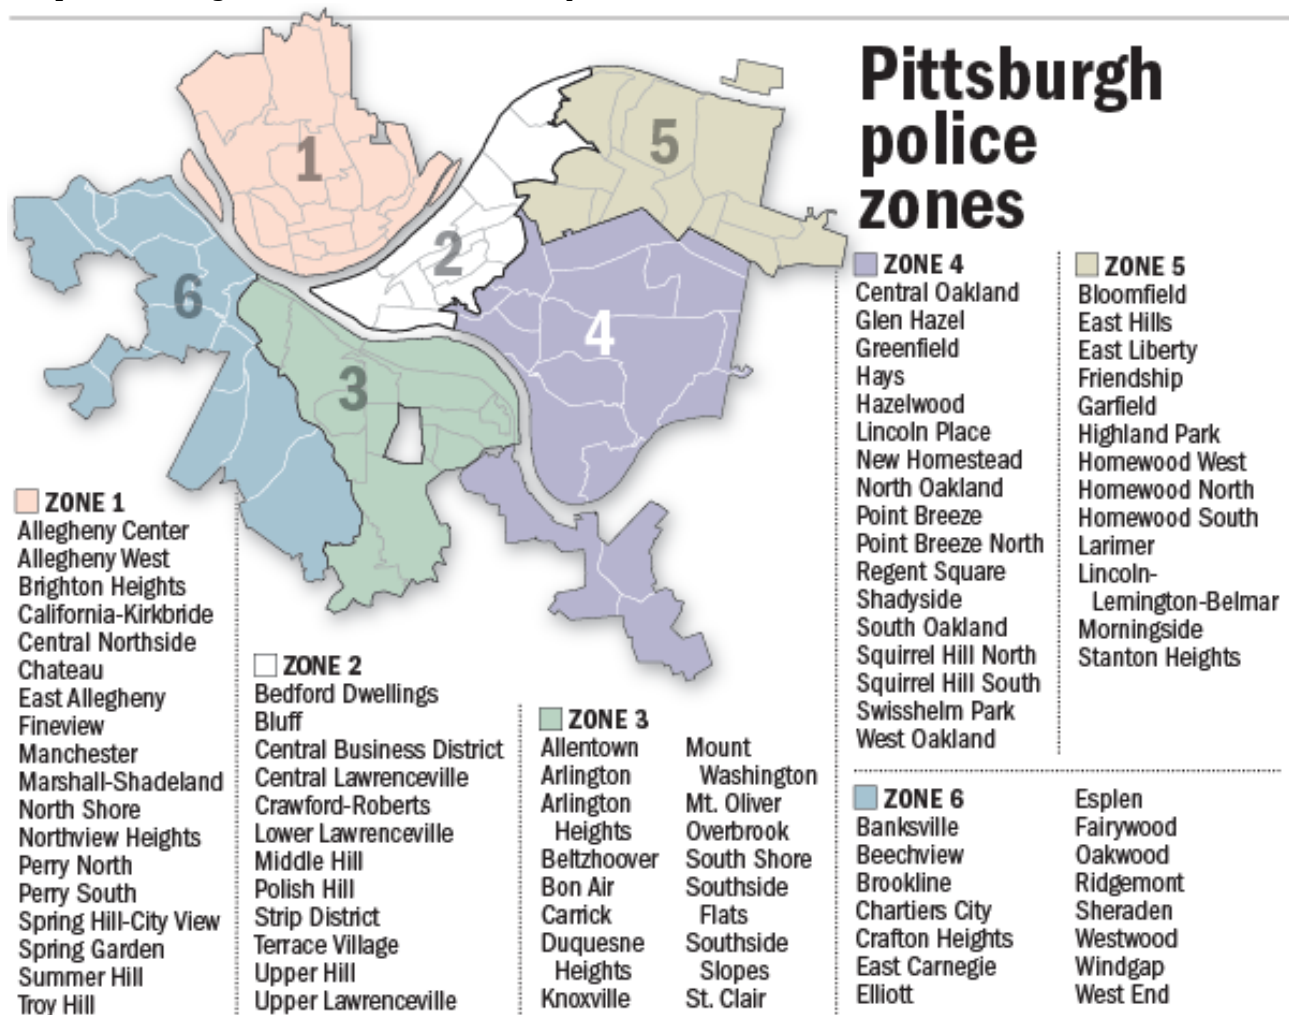 Pittsburgh
police
zones
1
2
3
4
5
6
ZONE 1
Allegheny Center
Allegheny West
Brighton Heights
California-Kirkbride
Central Northside
Chateau
East Allegheny
Fineview
Manchester
Marshall-Shadeland
North Shore
Northview Heights
Perry North
Perry South
Spring Hill-City View
Spring Garden
Summer Hill
Troy Hill
ZONE 2
Bedford Dwellings
Bluff
Central Business District
Central Lawrenceville
Crawford-Roberts
Lower Lawrenceville
Middle Hill
Polish Hill
Strip District
Terrace Village
Upper Hill
Upper Lawrenceville
ZONE 3
Allentown
Arlington
Arlington
Heights
Beltzhoover
Bon Air
Carrick
Duquesne
Heights
Knoxville
Mount
Washington
Mt. Oliver
Overbrook
South Shore
Southside
Flats
Southside
Slopes
St. Clair
ZONE 4
Central Oakland
Glen Hazel
Greenfield
Hays
Hazelwood
Lincoln Place
New Homestead
North Oakland
Point Breeze
Point Breeze North
Regent Square
Shadyside
South Oakland
Squirrel Hill North
Squirrel Hill South
Swisshelm Park
West Oakland
ZONE 5
Bloomfield
East Hills
East Liberty
Friendship
Garfield
Highland Park
Homewood West
Homewood North
Homewood South
Larimer
Lincoln-
Lemington-Belmar
Morningside
Stanton Heights
ZONE 6
Banksville
Beechview
Brookline
Chartiers City
Crafton Heights
East Carnegie
Elliott
Esplen
Fairywood
Oakwood
Ridgemont
Sheraden
Westwood
Windgap
West End